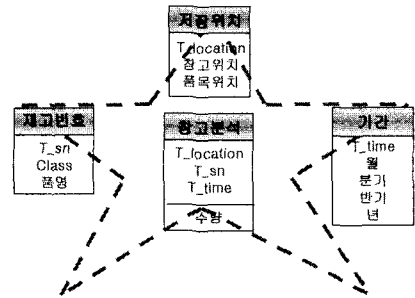 저장위치
T_location
창고위치
품목위치
재고번호
T_sn
Class
품명
창고분석
T_location
T_sn
T_time
수량
기간
T_time
월
분기
반기
년